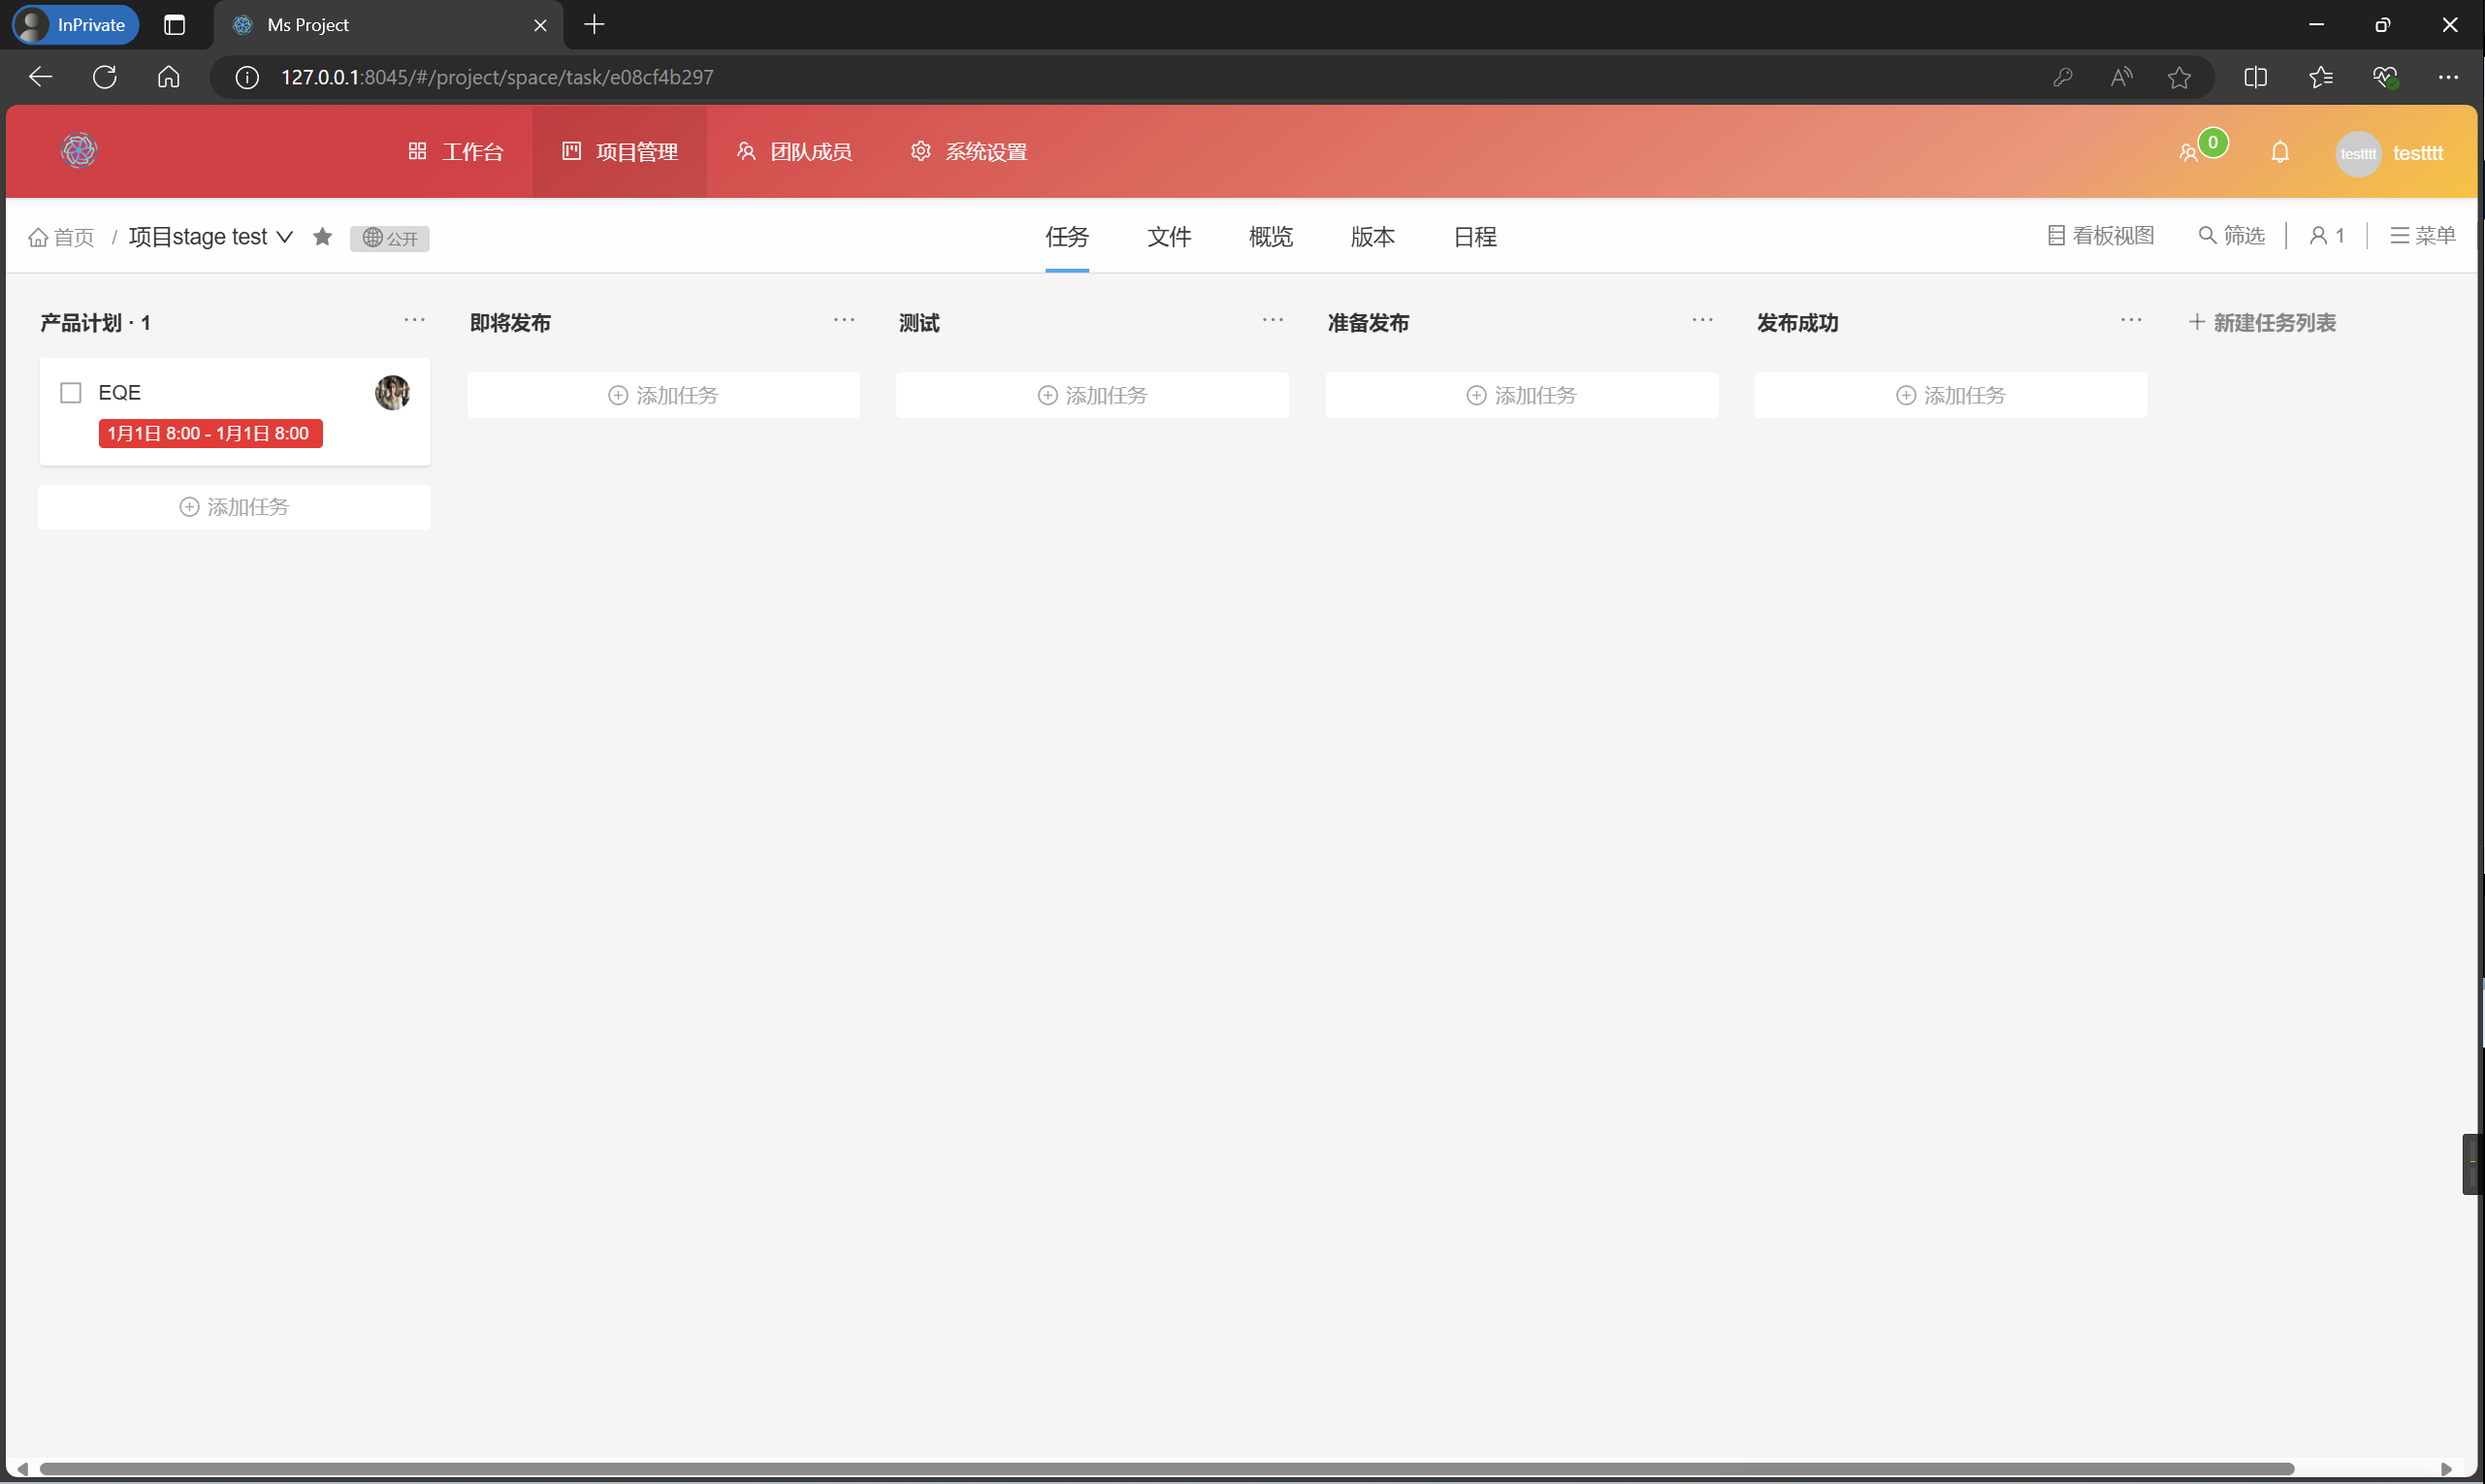 InPrivate
Ms Project
127.0.0.1:8045/#/project/space/task/e08cf4b297
工作台
项目管理
团队成员
系统设置
0
testttt
testttt
首页 / 项目stage test
公开
任务
文件
概览
版本
日程
看板视图
筛选
1
菜单
产品计划 · 1
即将发布
测试
准备发布
发布成功
新建任务列表
EQE
1月1日 8:00 - 1月1日 8:00
添加任务
添加任务
添加任务
添加任务
添加任务